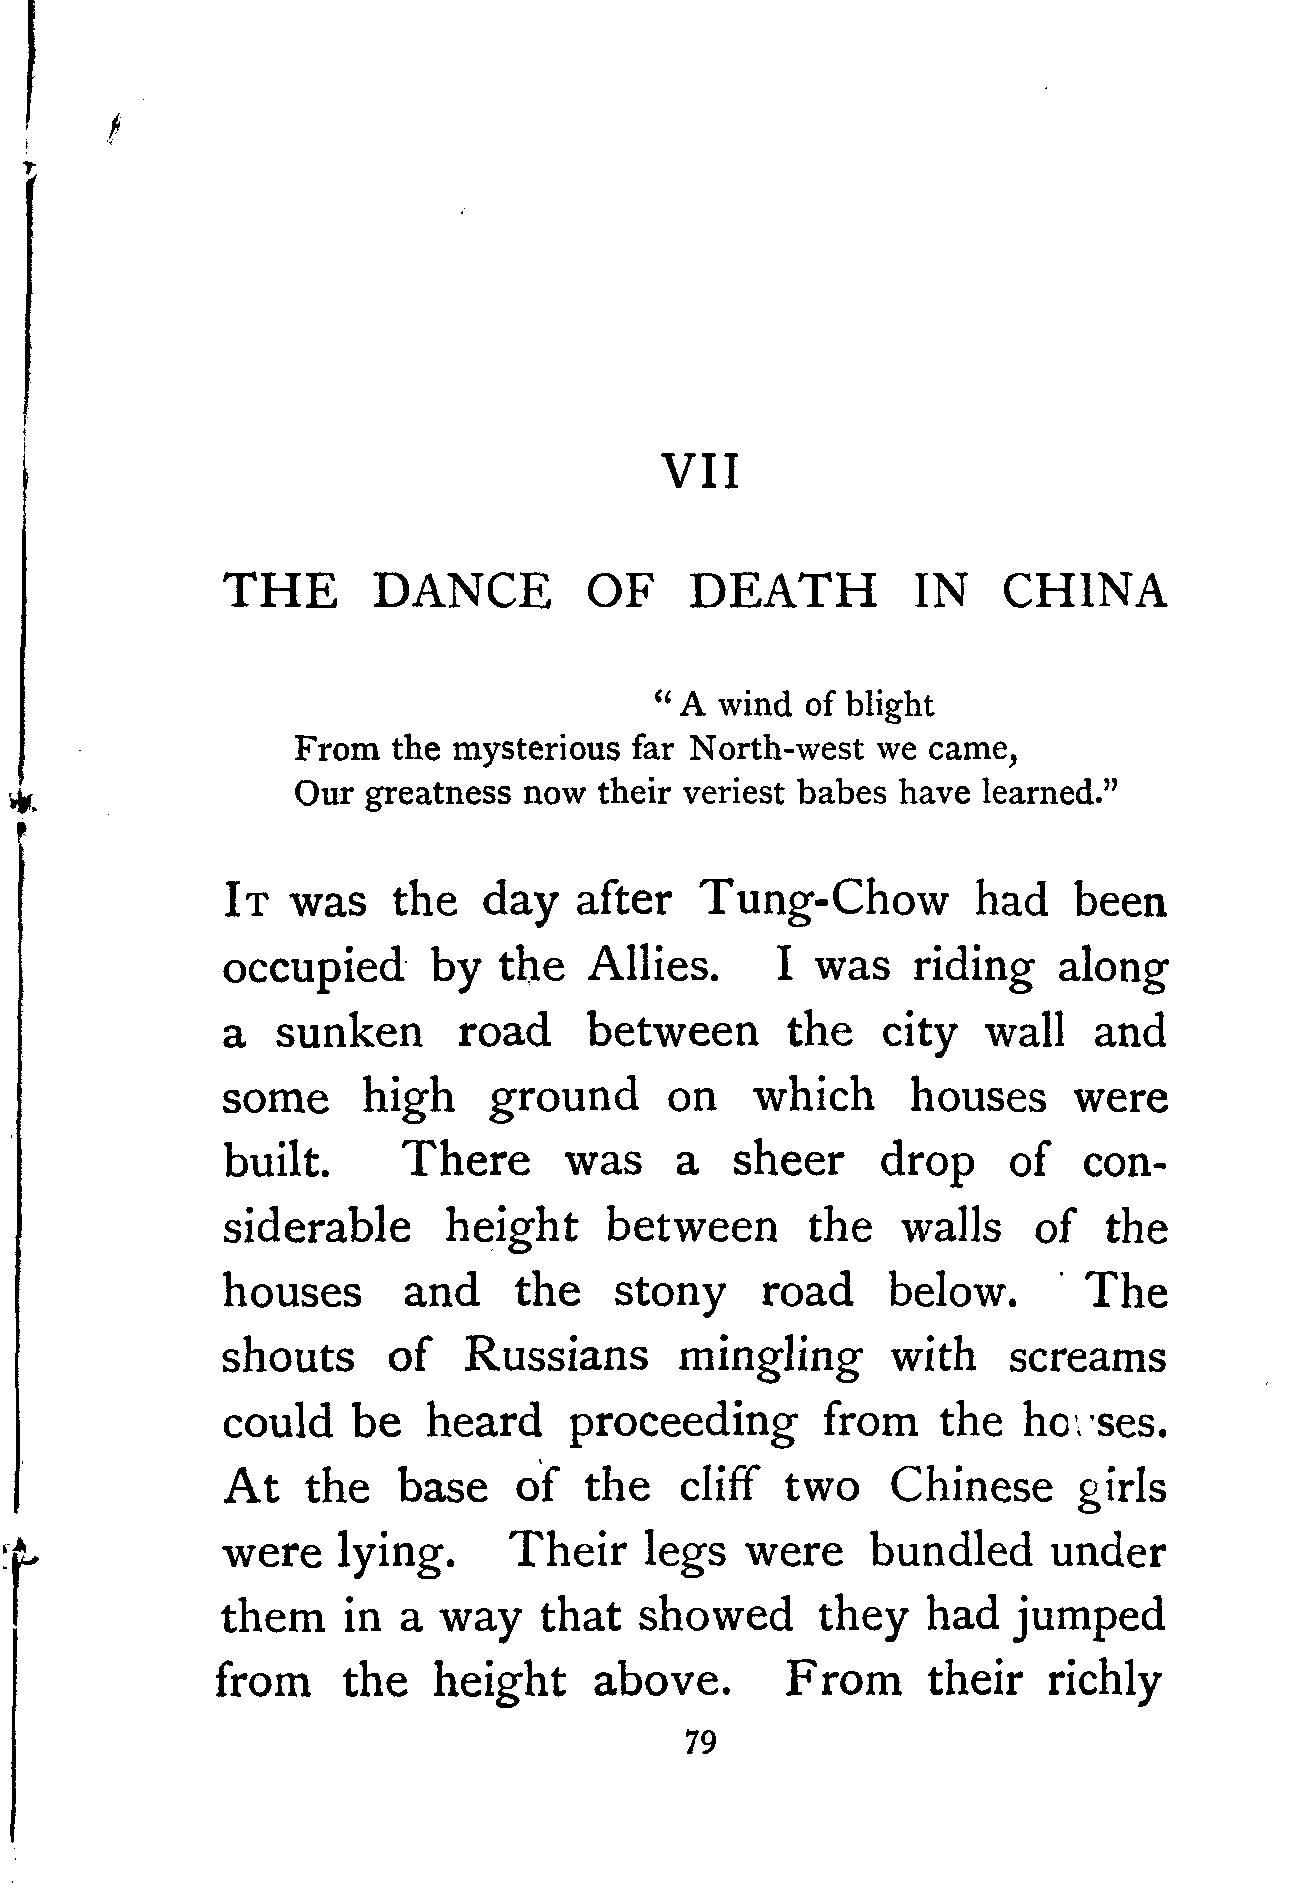 VII
THE DANCE OF DEATH IN CHINA
“ A wind of blight
From the mysterious far North-west we came,
Our greatness now their veriest babes have learned.”
IT was the day after Tung-Chow had been
occupied by the Allies. I was riding along
a sunken road between the city wall and
some high ground on which houses were
built. There was a sheer drop of con-
siderable height between the walls of the
houses and the stony road below. The
shouts of Russians mingling with screams
could be heard proceeding from the houses.
At the base of the cliff two Chinese girls
were lying. Their legs were bundled under
them in a way that showed they had jumped
from the height above. From their richly
79